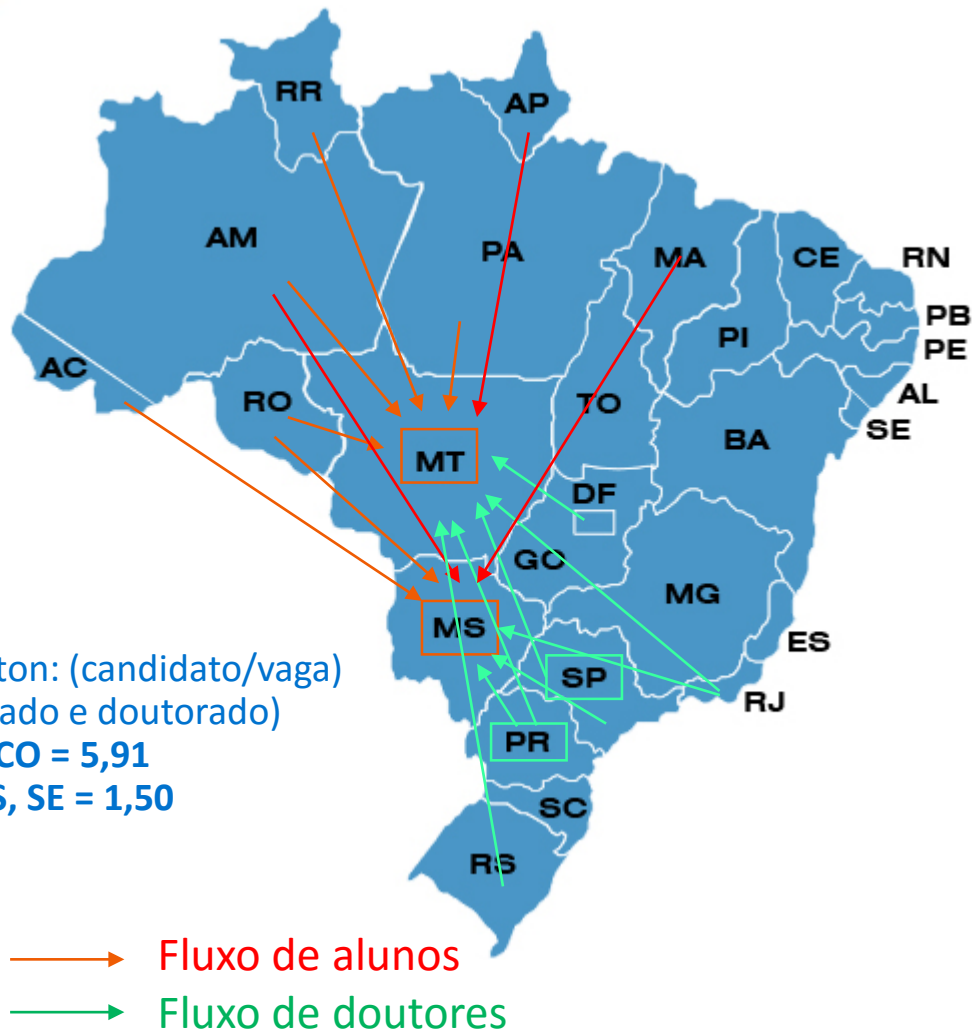 RR
AP
AM
PA
MA
CE
RN
PI
PB
PE
AC
RO
TO
AL
SE
BA
MT
DF
GO
MG
MS
ES
SP
RJ
PR
SC
RS
ton: (candidato/vaga)
ado e doutorado)
CO = 5,91
S, SE = 1,50
Fluxo de alunos
Fluxo de doutores